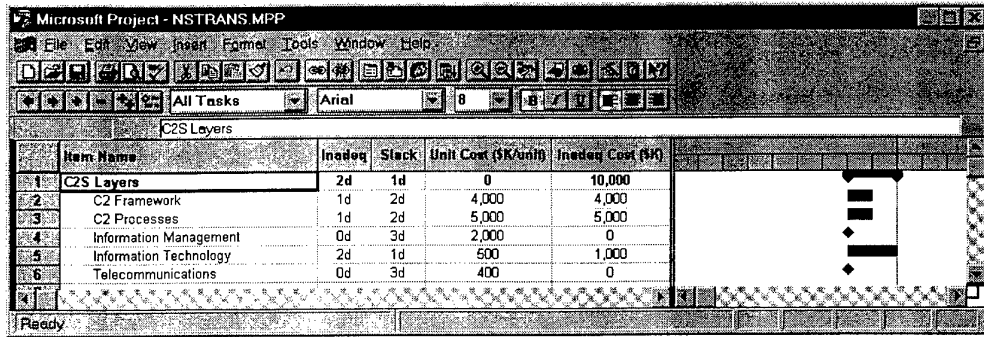 Microsoft Project - NSTRANS.MPP
File Edit View Insert Format Tools Window Help
All Tasks Arial 8 B I U
C2S Layers
Item Name Inadeq Slack Unit Cost ($K/unit) Inadeq Cost ($K)
1 C2S Layers 2d 1d 0 10,000
2 C2 Framework 1d 2d 4,000 4,000
3 C2 Processes 1d 2d 5,000 5,000
4 Information Management 0d 3d 2,000 0
5 Information Technology 2d 1d 500 1,000
6 Telecommunications 0d 3d 400 0
Ready